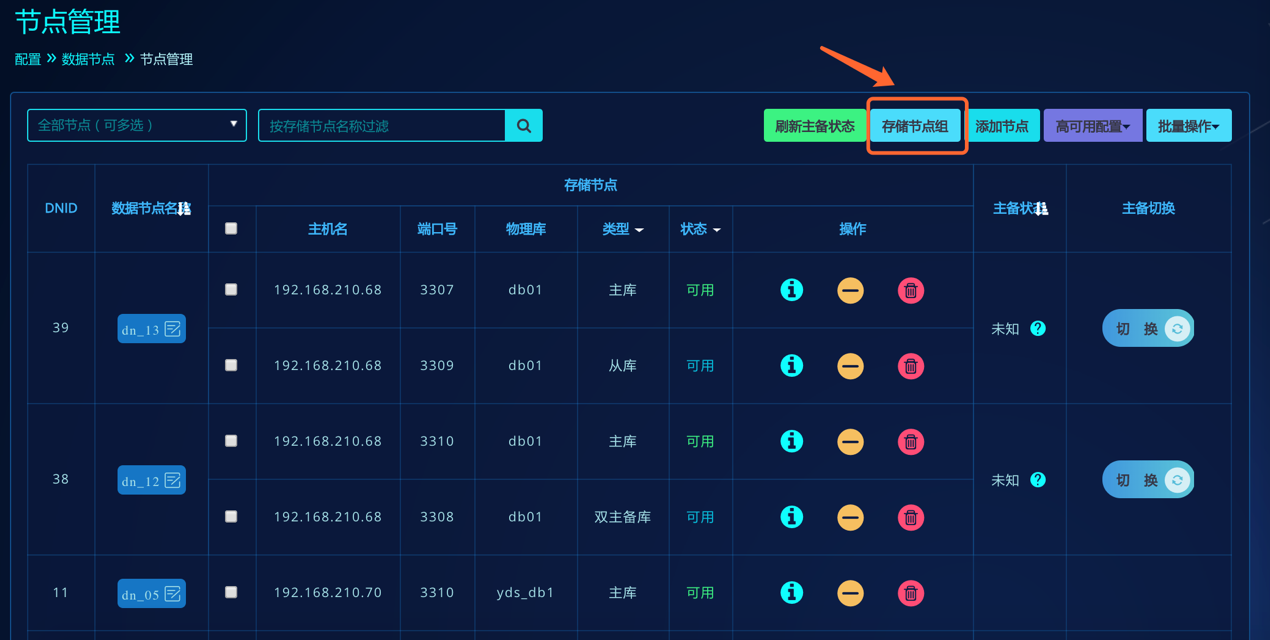 节点管理
配置 » 数据节点 » 节点管理
全部节点（可多选） 按存储节点名称过滤 刷新主备状态 存储节点组 添加节点 高可用配置 批量操作
DNID 数据节点名称 存储节点 主备状态 主备切换
主机名 端口号 物理库 类型 状态 操作
39 dn_13 192.168.210.68 3307 db01 主库 可用 未知 切 换
192.168.210.68 3309 db01 从库 可用
38 dn_12 192.168.210.68 3310 db01 主库 可用 未知 切 换
192.168.210.68 3308 db01 双主备库 可用
11 dn_05 192.168.210.70 3310 yds_db1 主库 可用